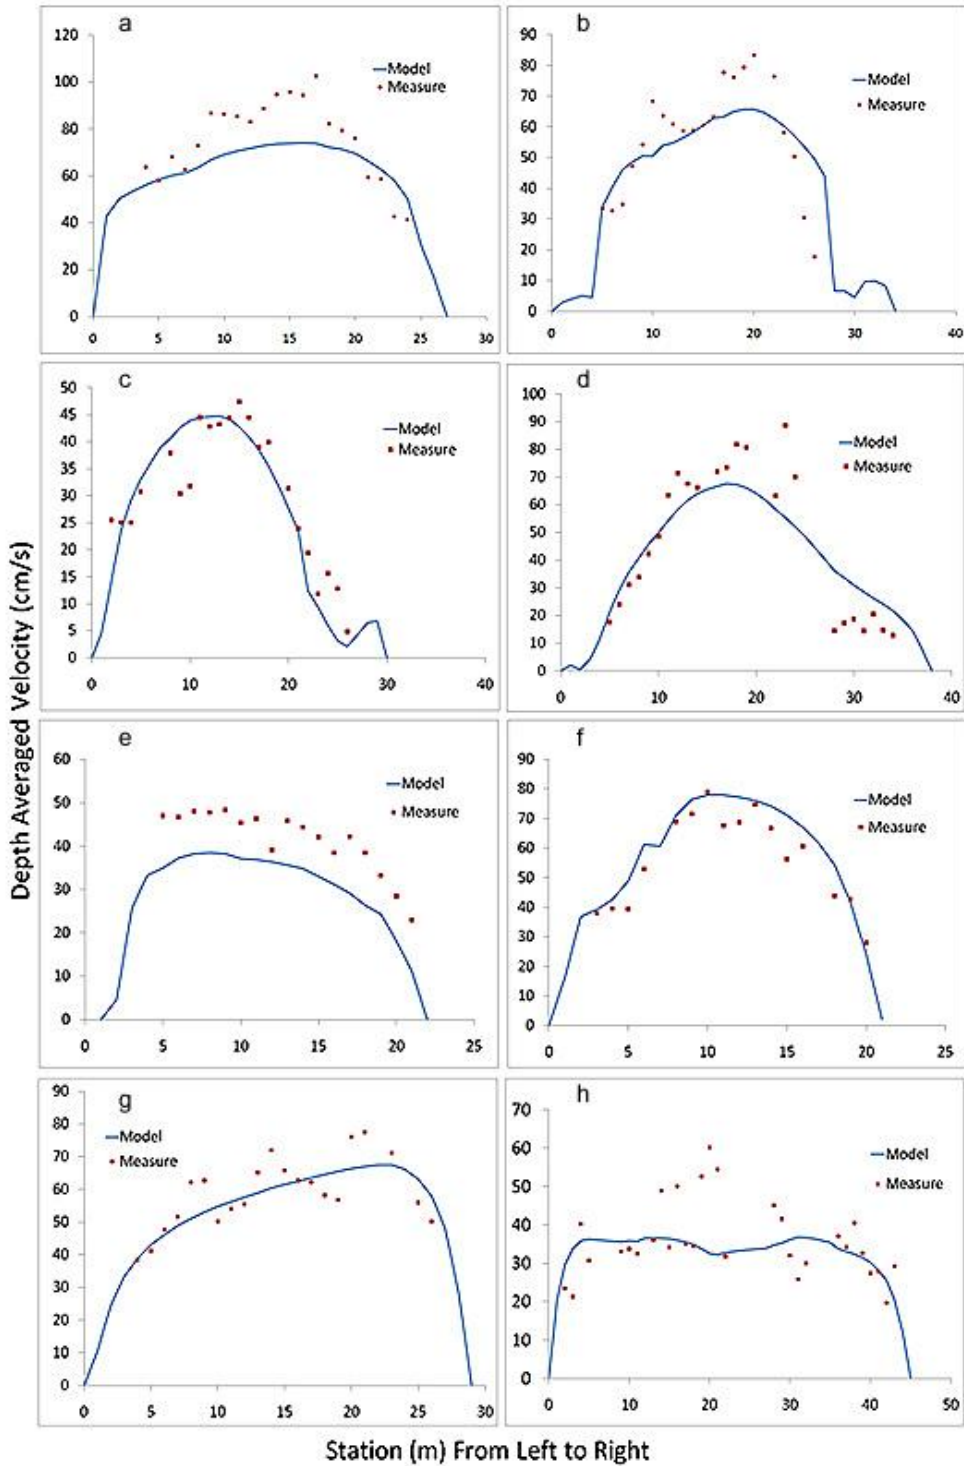 a
120
100
80
60
40
20
0
0 5 10 15 20 25 30
Model
Measure
b
90
80
70
60
50
40
30
20
10
0
0 10 20 30 40
Model
Measure
c
50
45
40
35
30
25
20
15
10
5
0
0 10 20 30 40
Model
Measure
d
100
90
80
70
60
50
40
30
20
10
0
0 10 20 30 40
Model
Measure
Depth Averaged Velocity (cm/s)
e
60
50
40
30
20
10
0
0 5 10 15 20 25
Model
Measure
f
90
80
70
60
50
40
30
20
10
0
0 5 10 15 20 25
Model
Measure
g
90
80
70
60
50
40
30
20
10
0
0 5 10 15 20 25 30
Model
Measure
h
70
60
50
40
30
20
10
0
0 10 20 30 40 50
Model
Measure
Station (m) From Left to Right